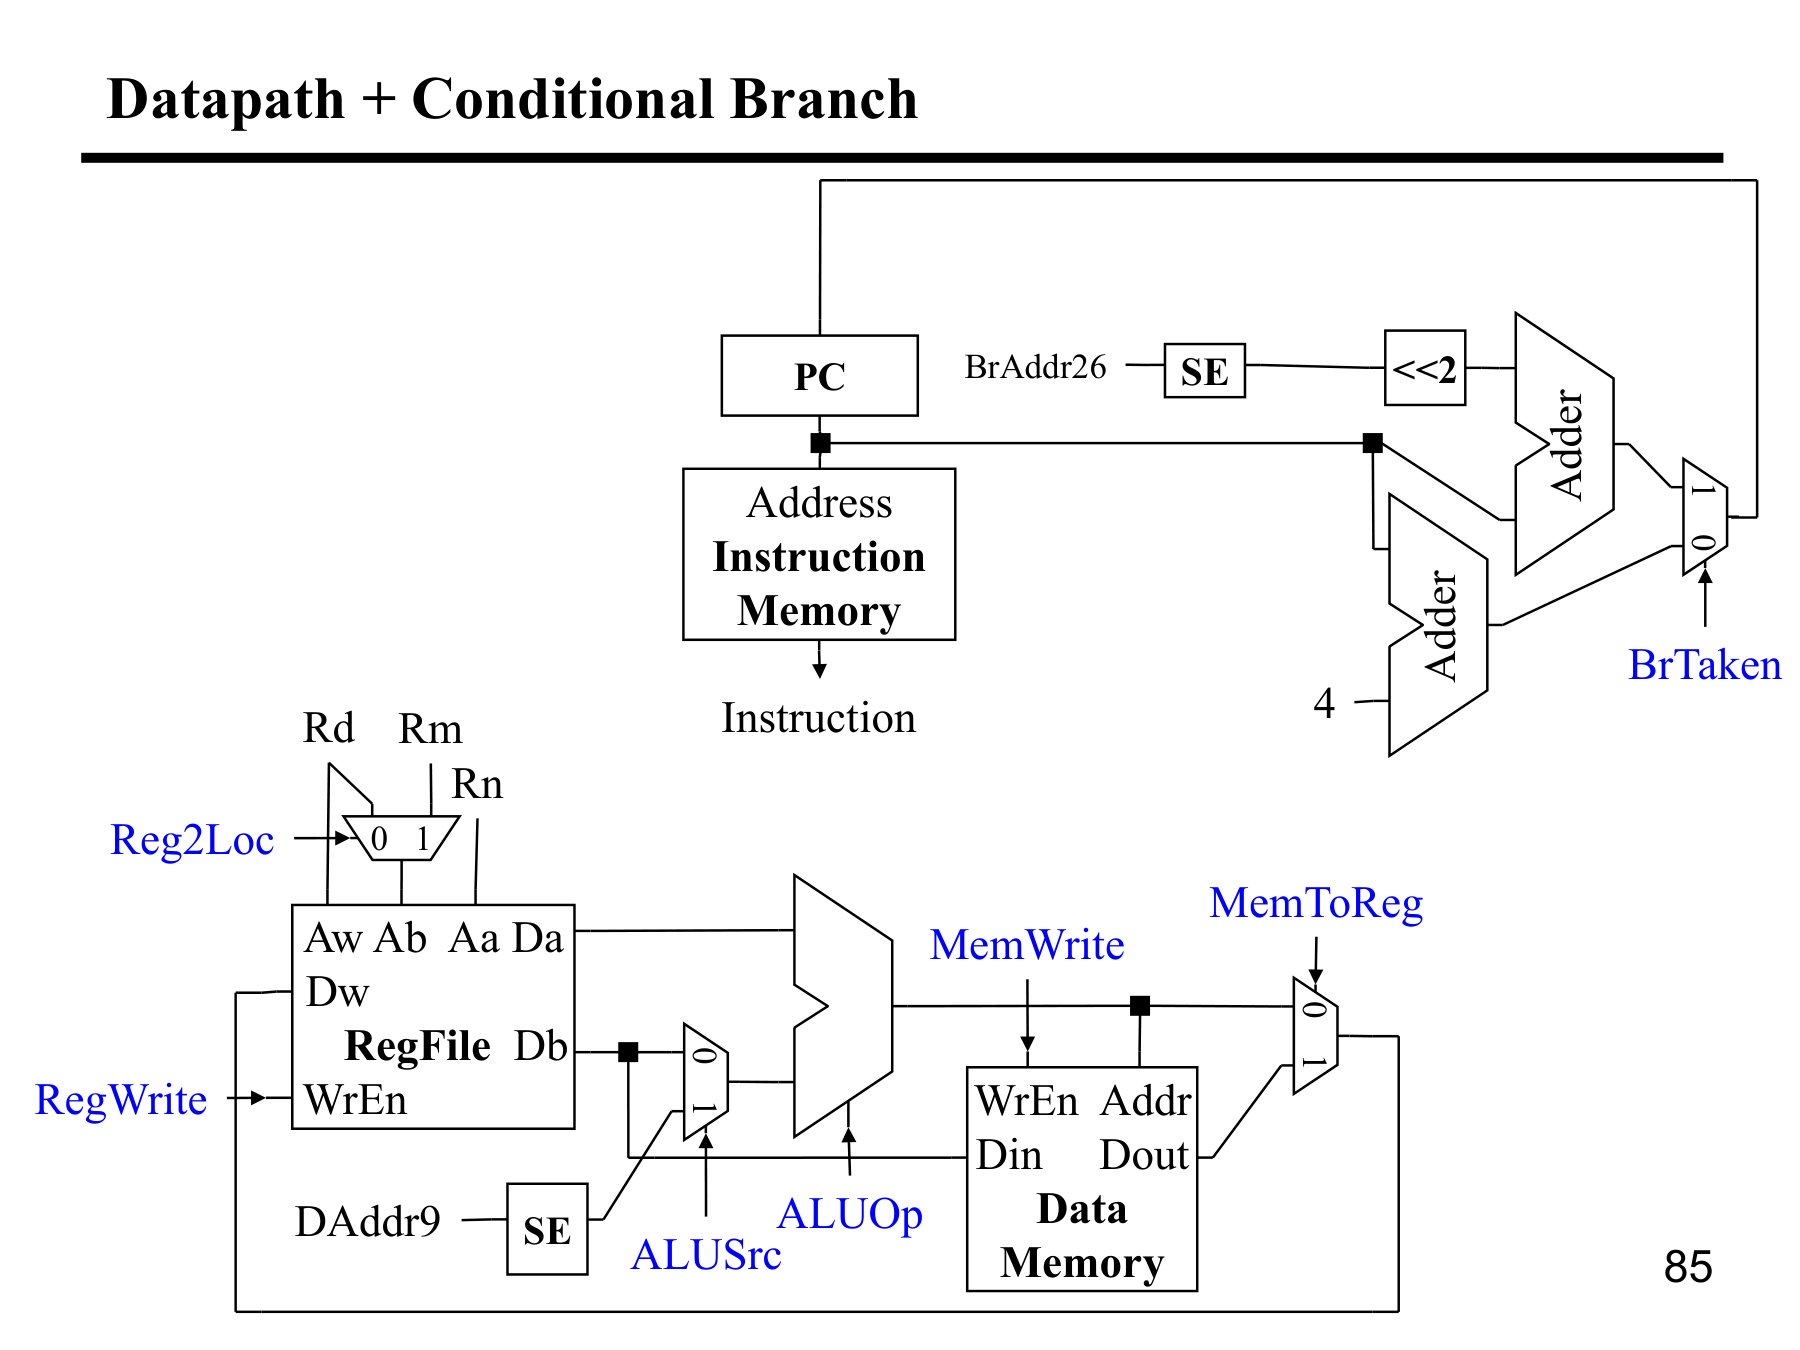 Datapath + Conditional Branch
PC
BrAddr26
SE
<<2
Adder
1
0
BrTaken
Address
Instruction
Memory
Instruction
Adder
4
Rd
Rm
Rn
Reg2Loc
0 1
Aw Ab Aa Da
Dw
RegFile Db
WrEn
RegWrite
0
1
DAddr9
SE
ALUSrc
ALUOp
MemWrite
MemToReg
0
1
WrEn Addr
Din Dout
Data
Memory
85